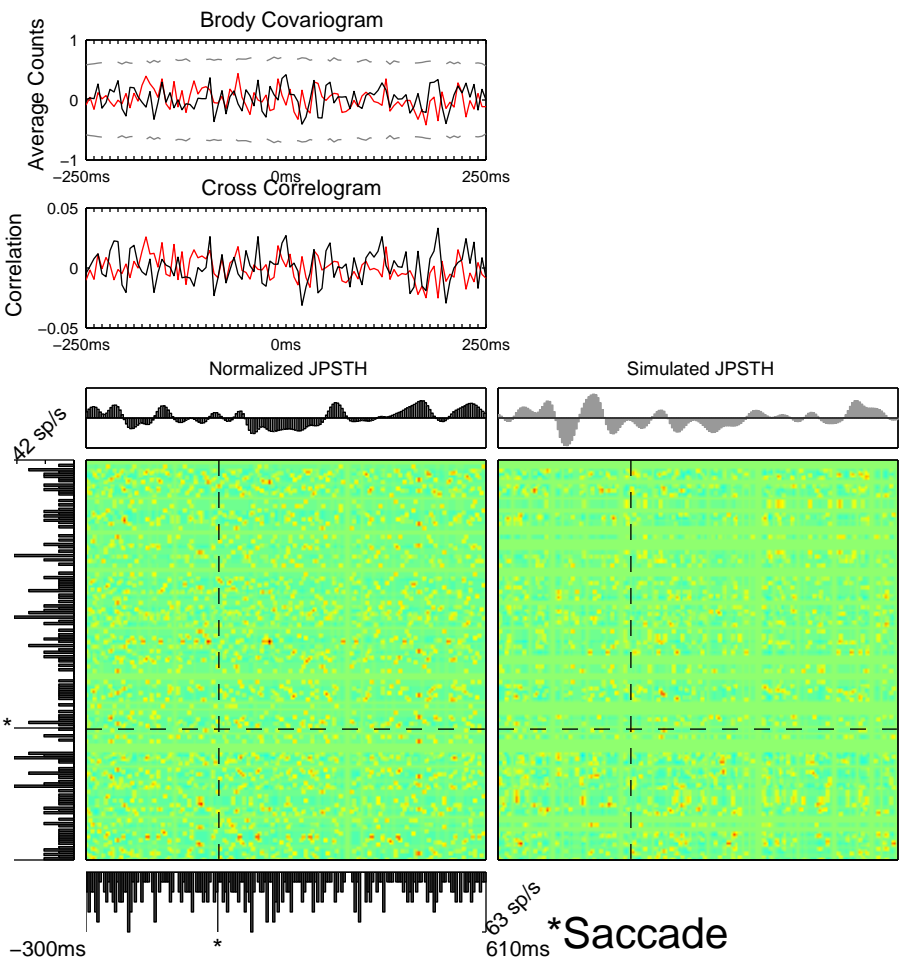 Brody Covariogram
Average Counts
1
0
−1
−250ms 0ms 250ms
Cross Correlogram
Correlation
0.05
0
−0.05
−250ms 0ms 250ms
Normalized JPSTH
Simulated JPSTH
42 sp/s
*
63 sp/s
*
−300ms
610ms
*Saccade